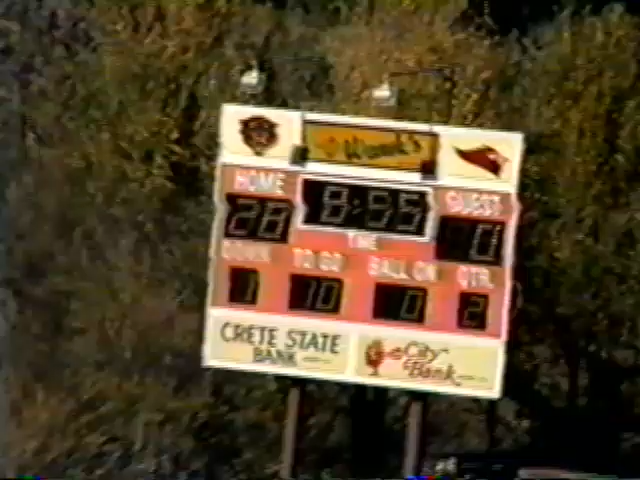 HOME
28
8:55
GUEST
0
TIME
DOWN TO GO BALL ON QTR.
1 10 0 2
CRETE STATE
BANK
City
Bank